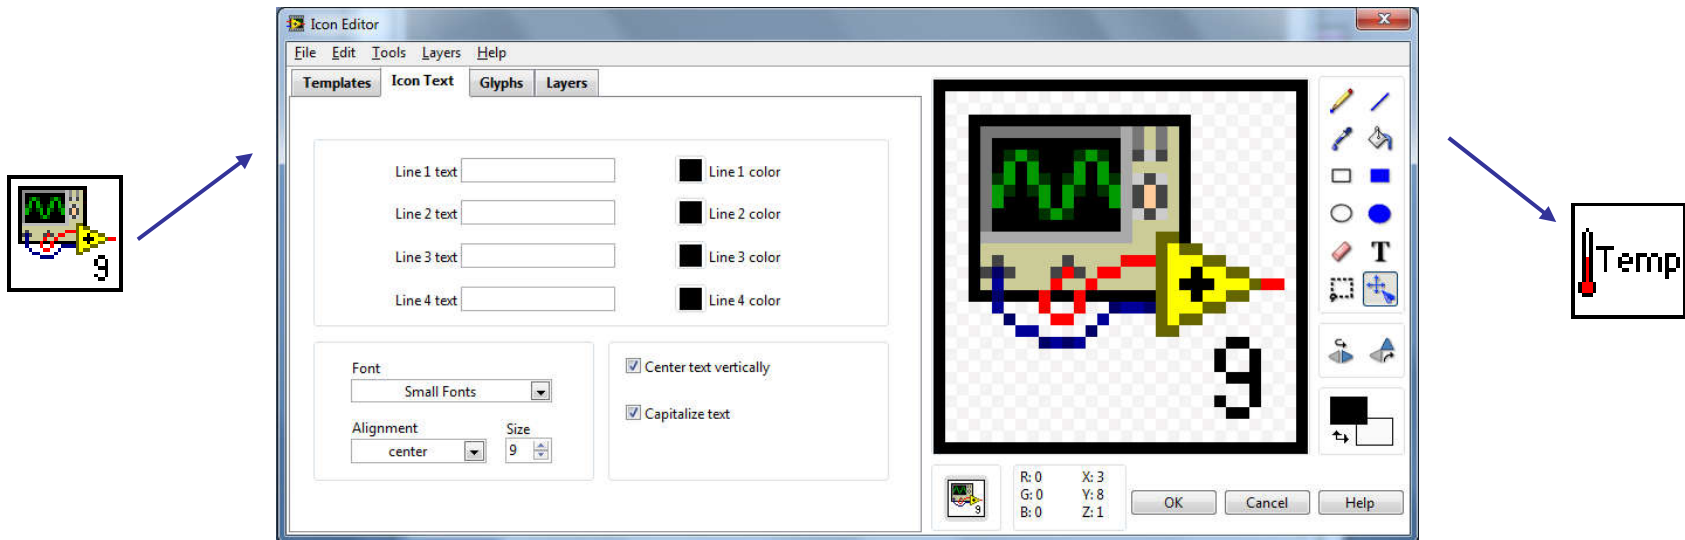 Icon Editor
File Edit Tools Layers Help
Templates Icon Text Glyphs Layers
Line 1 text Line 1 color
Line 2 text Line 2 color
Line 3 text Line 3 color
Line 4 text Line 4 color
Font
Small Fonts
Alignment Size
center 9
Center text vertically
Capitalize text
9
T
R: 0 X: 3
G: 0 Y: 8
B: 0 Z: 1
9
OK Cancel Help
9
Temp